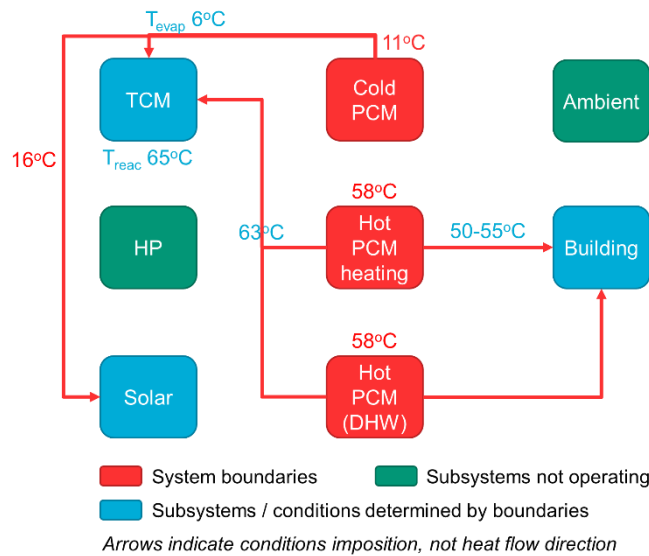 Tevap 6°C
11°C
TCM
Cold
PCM
Ambient
16°C
Treac 65°C
58°C
HP
63°C
Hot
PCM
heating
50-55°C
Building
58°C
Solar
Hot
PCM
(DHW)
System boundaries
Subsystems not operating
Subsystems / conditions determined by boundaries
Arrows indicate conditions imposition, not heat flow direction